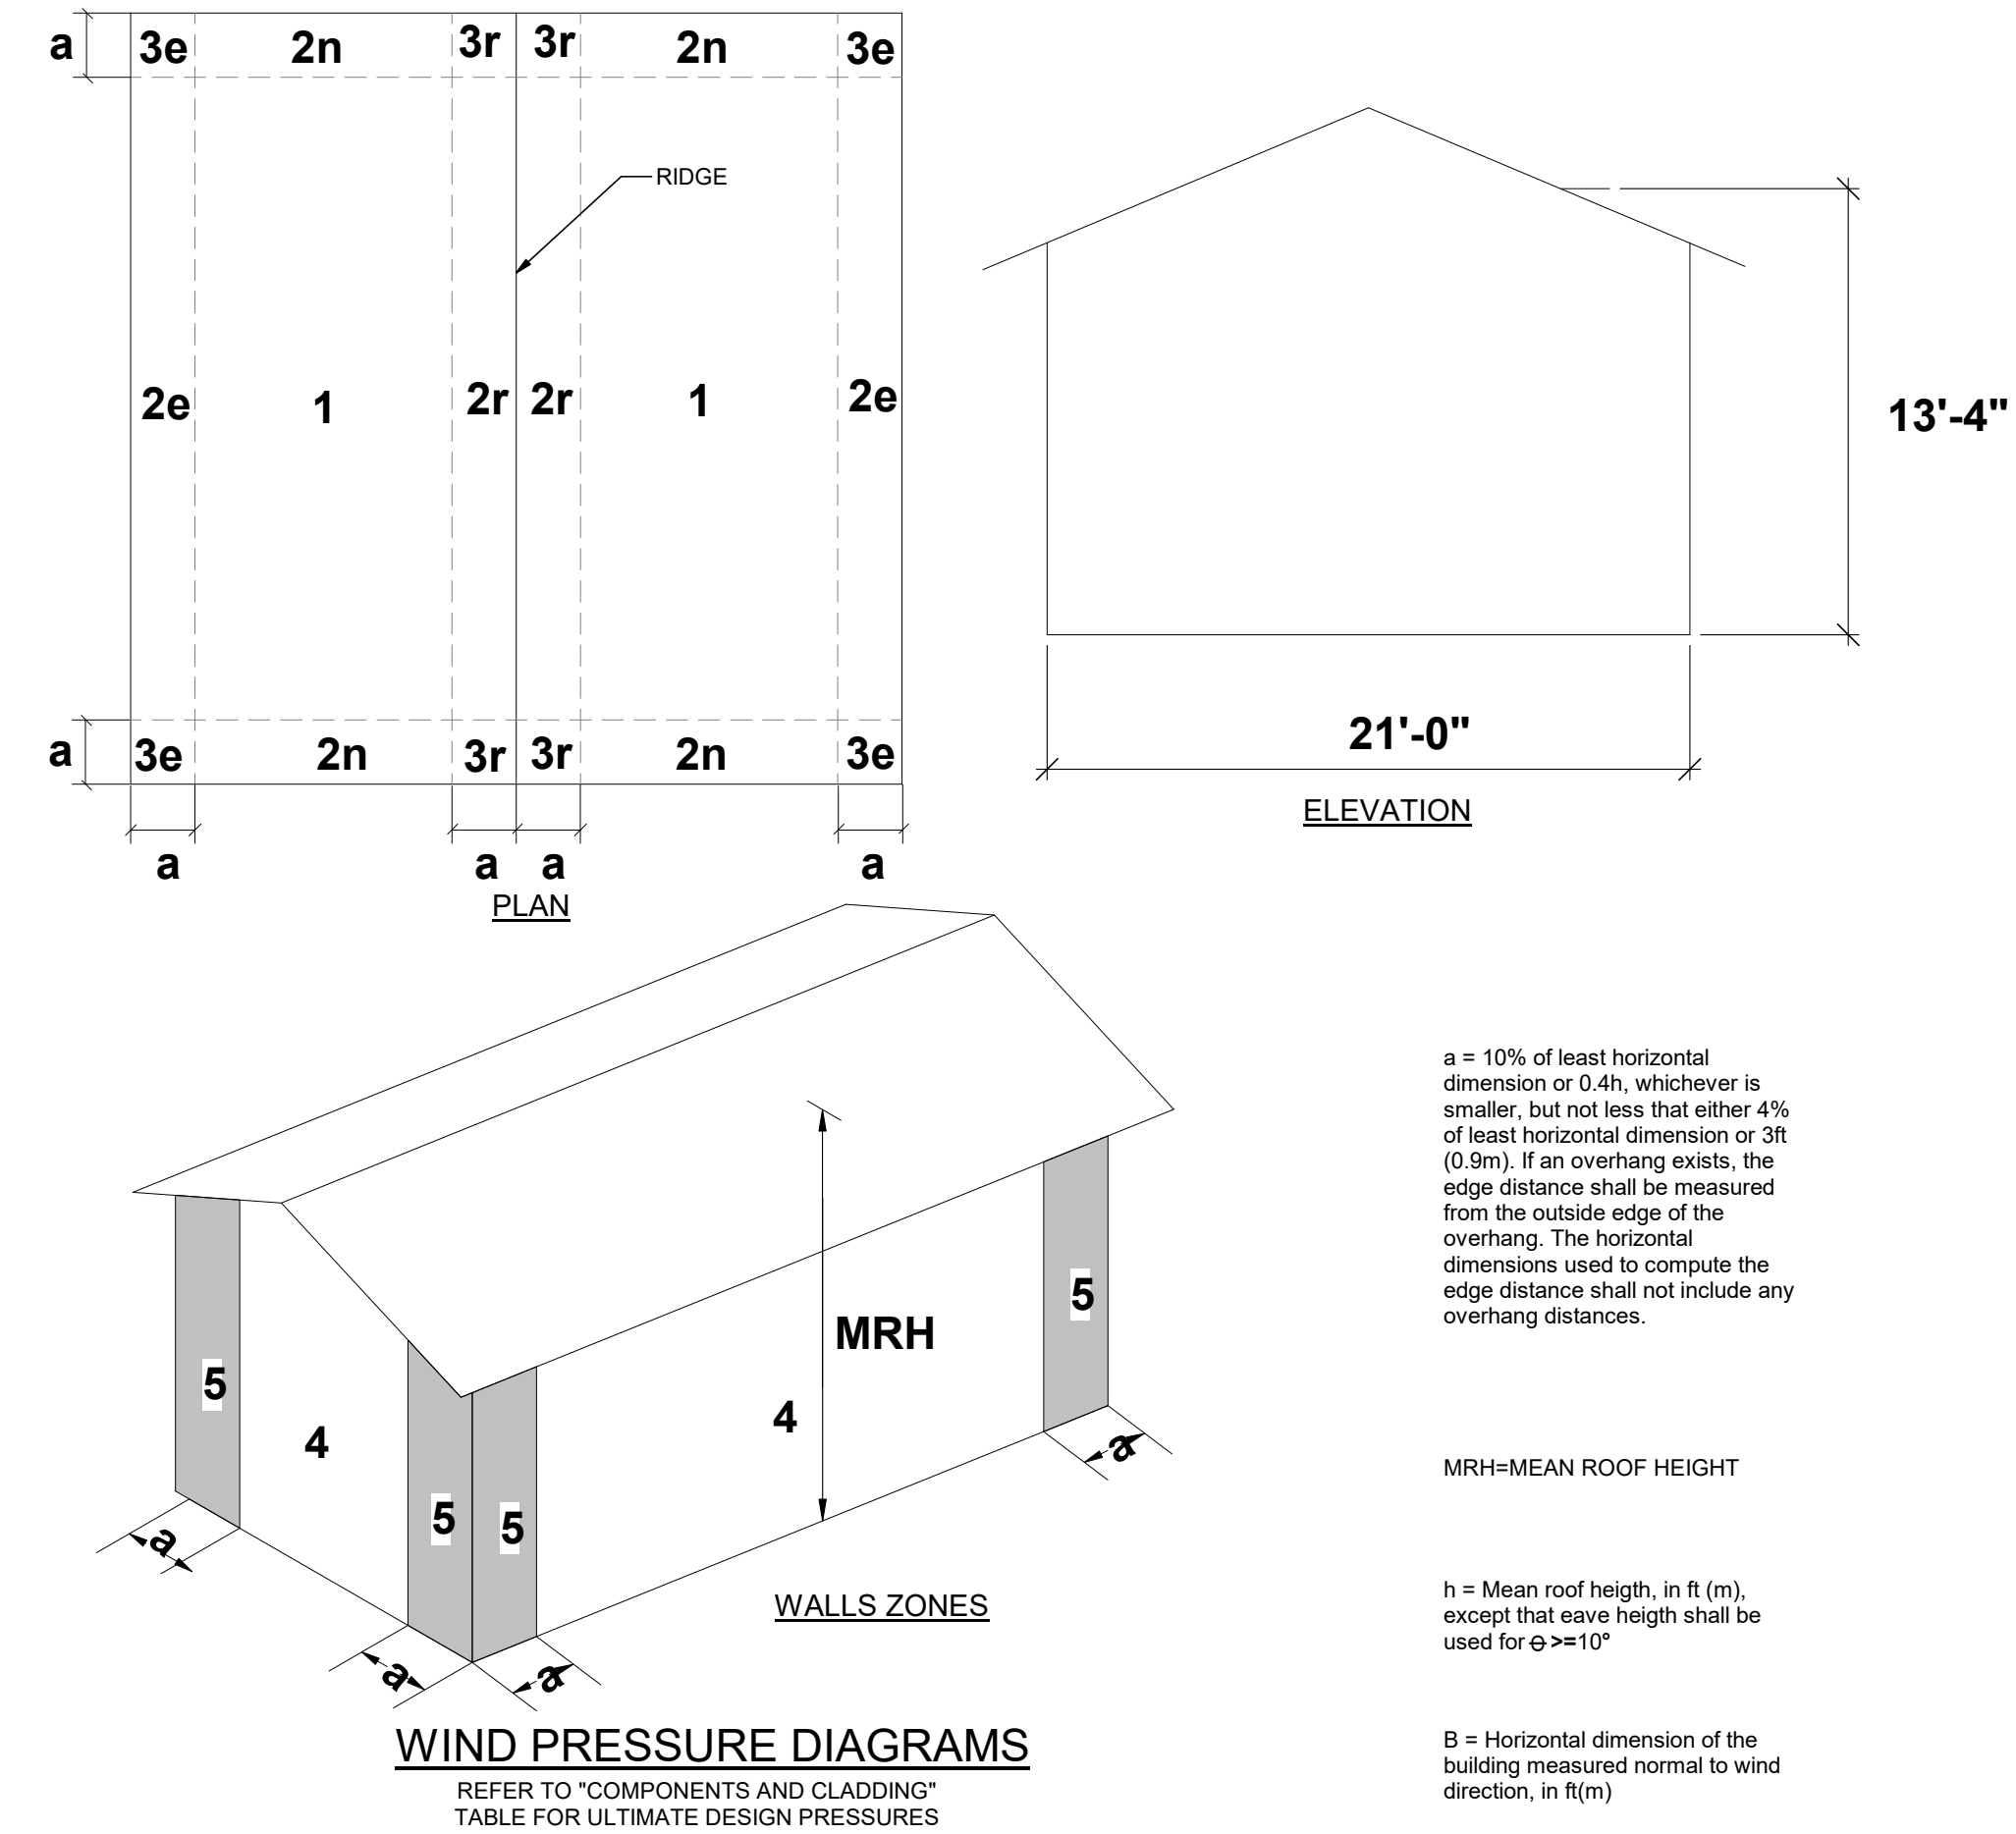 a 3e 2n 3r 3r 2n 3e
RIDGE
2e 1 2r 2r 1 2e
a 3e 2n 3r 3r 2n 3e
a a a a
PLAN
13'-4"
21'-0"
ELEVATION
5
4
5
5
4
MRH
5
a
a
a
a
WALLS ZONES
WIND PRESSURE DIAGRAMS
REFER TO "COMPONENTS AND CLADDING"
TABLE FOR ULTIMATE DESIGN PRESSURES
a = 10% of least horizontal
dimension or 0.4h, whichever is
smaller, but not less that either 4%
of least horizontal dimension or 3ft
(0.9m). If an overhang exists, the
edge distance shall be measured
from the outside edge of the
overhang. The horizontal
dimensions used to compute the
edge distance shall not include any
overhang distances.
MRH=MEAN ROOF HEIGHT
h = Mean roof heigth, in ft (m),
except that eave heigth shall be
used for Θ >=10°
B = Horizontal dimension of the
building measured normal to wind
direction, in ft(m)